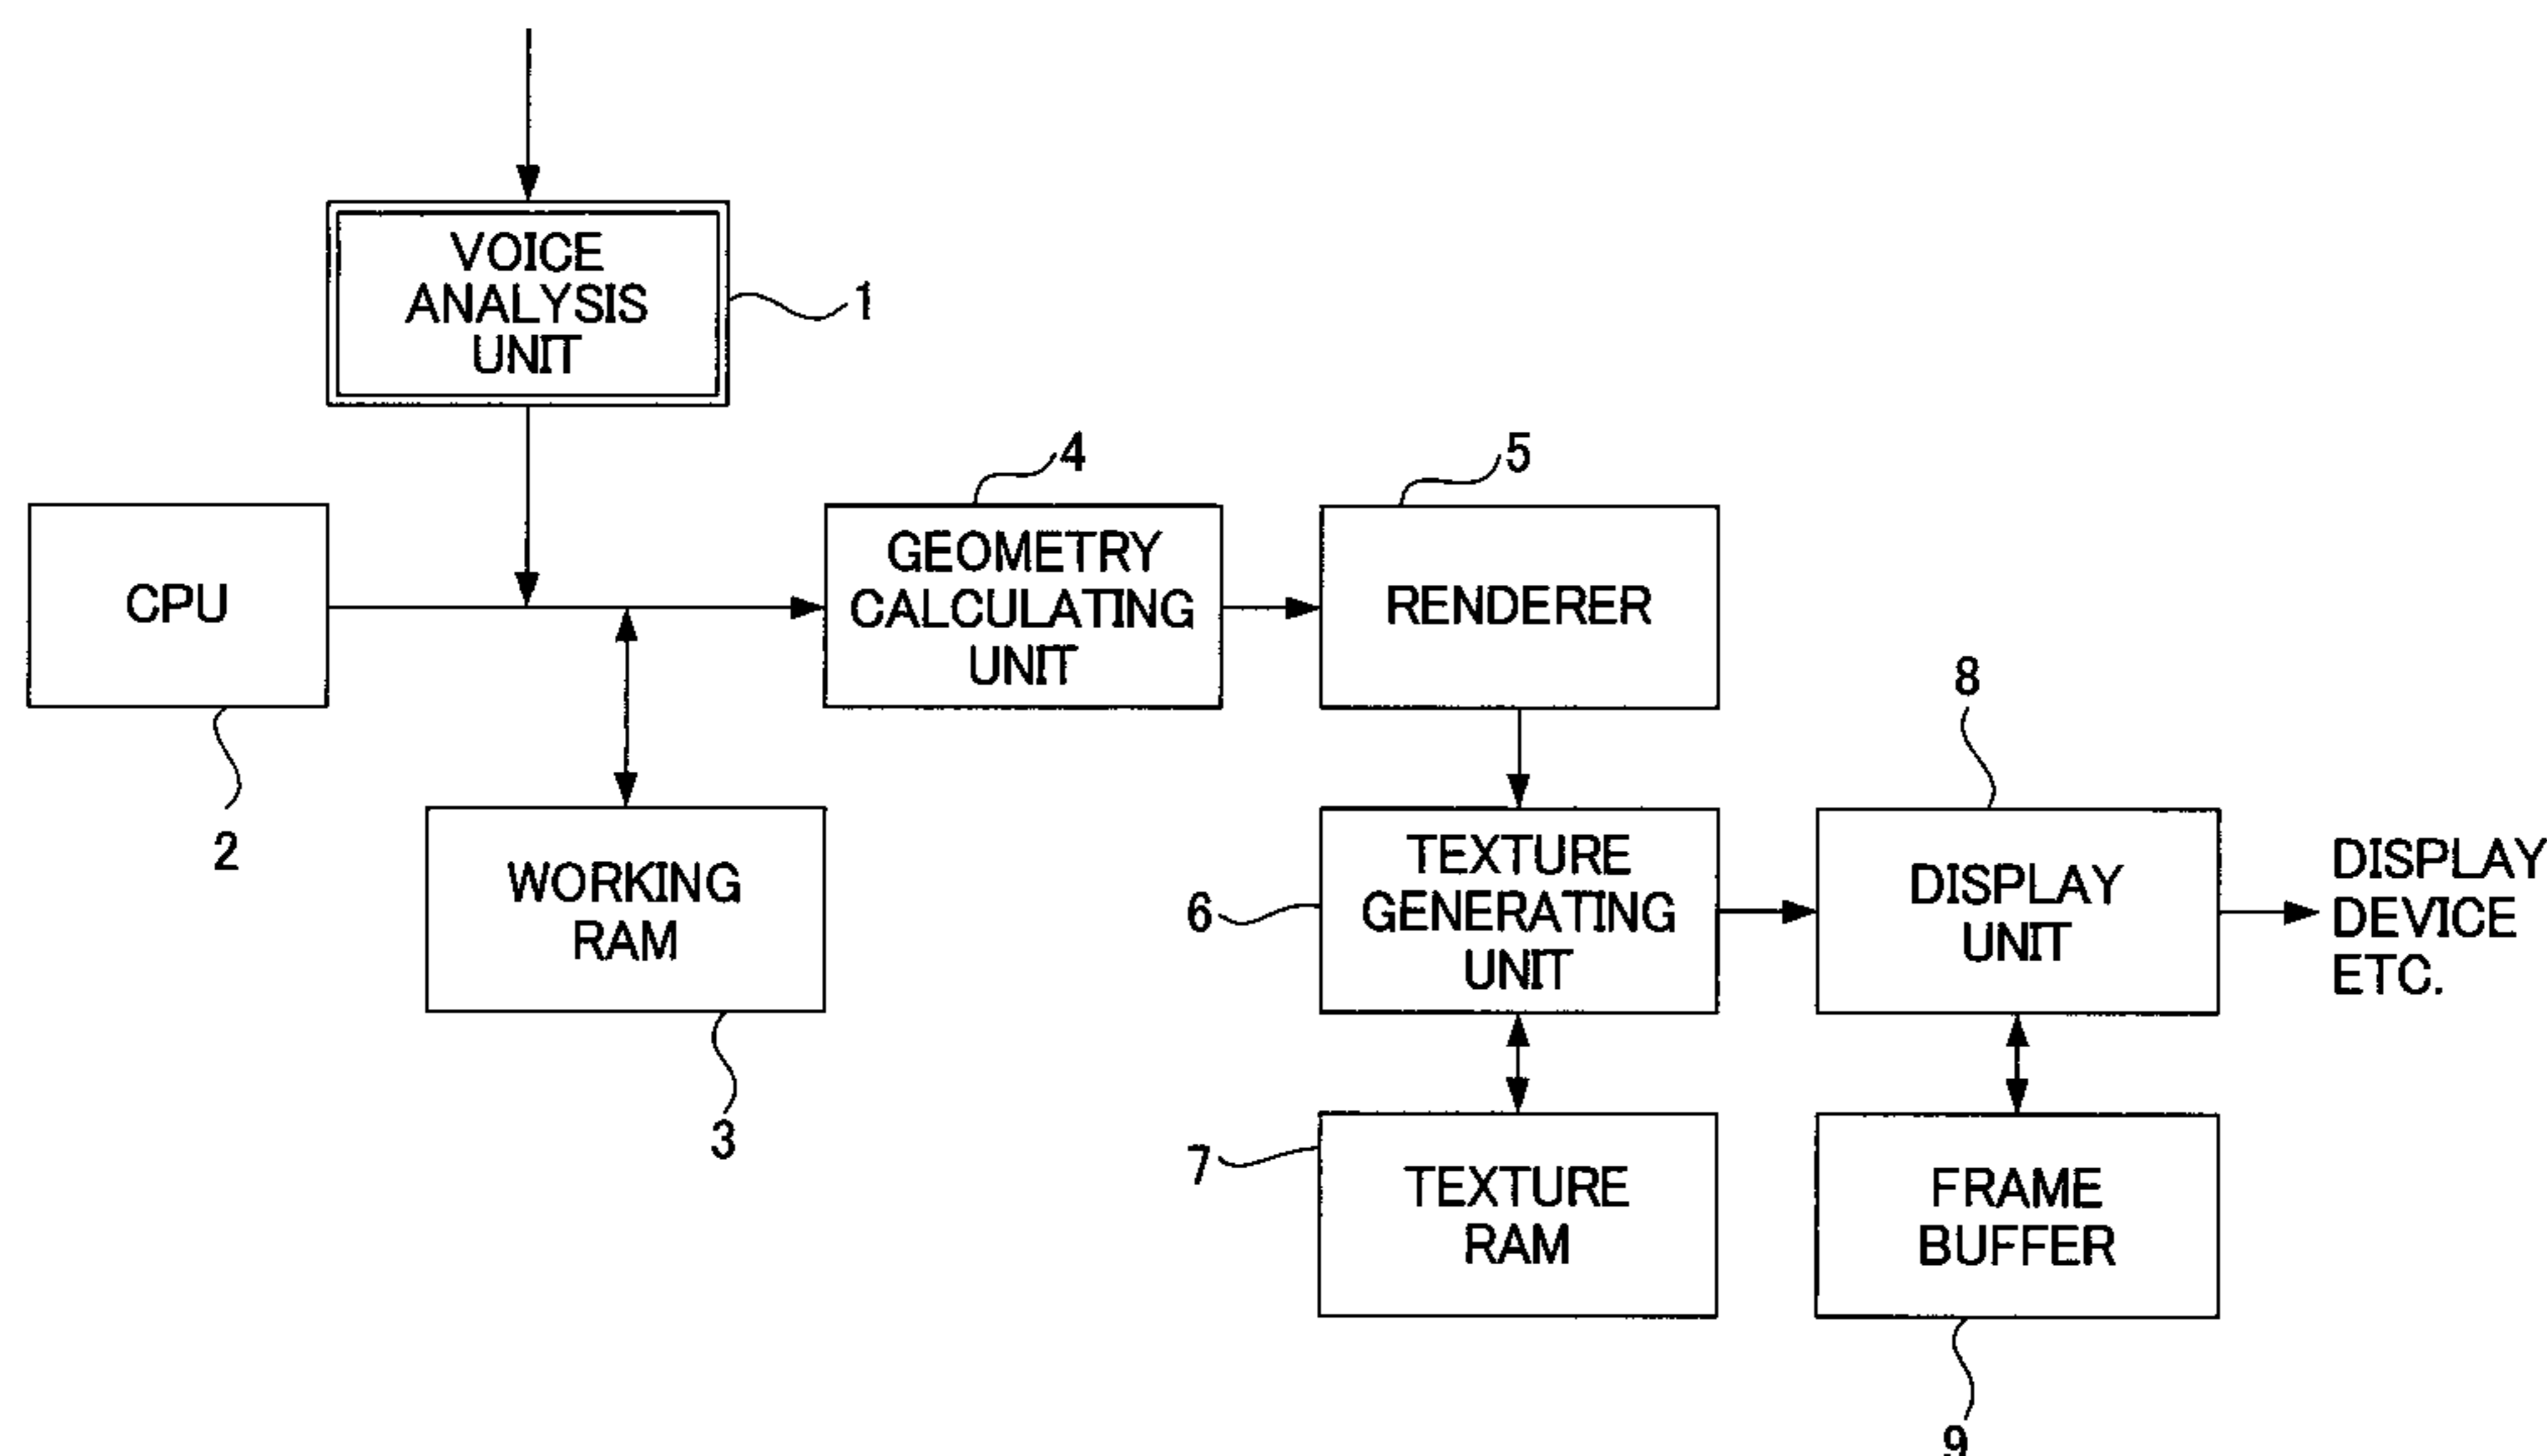 VOICE
ANALYSIS
UNIT
1
4
5
CPU
GEOMETRY
CALCULATING
UNIT
RENDERER
2
8
WORKING
RAM
3
6
TEXTURE
GENERATING
UNIT
DISPLAY
UNIT
DISPLAY
DEVICE
ETC.
7
TEXTURE
RAM
FRAME
BUFFER
9